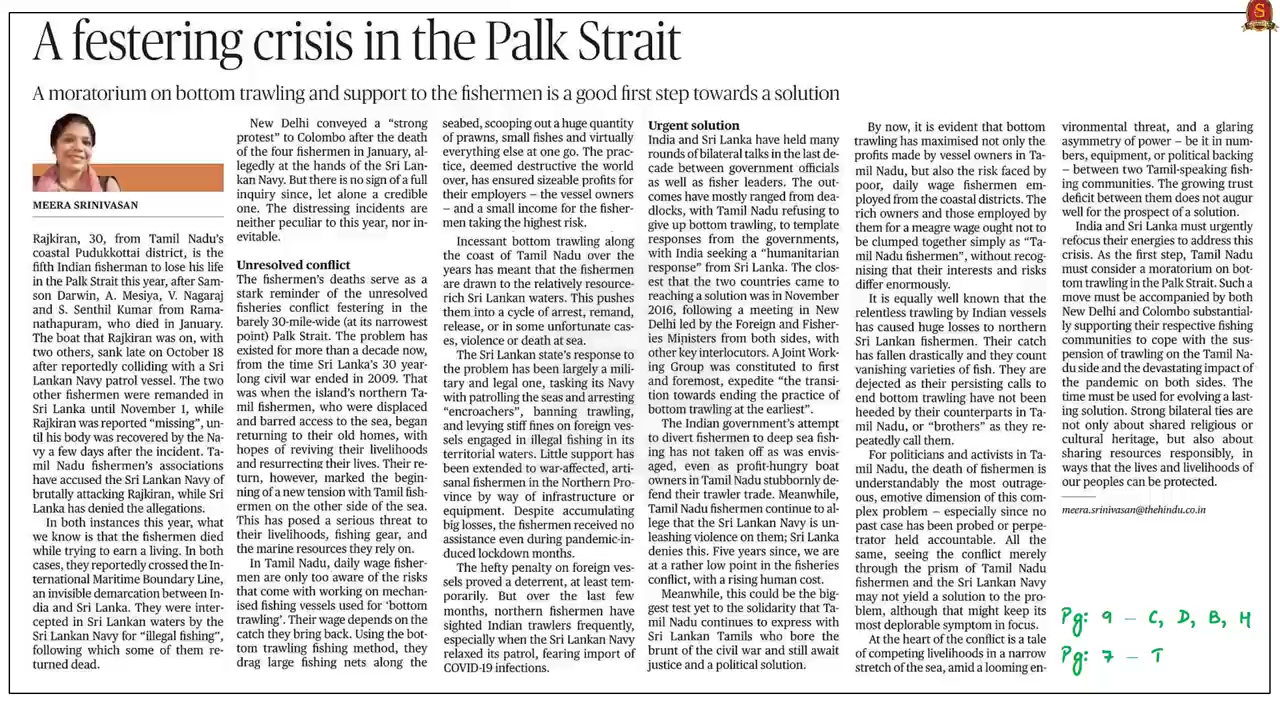 A festering crisis in the Palk Strait
A moratorium on bottom trawling and support to the fishermen is a good first step towards a solution
MEERA SRINIVASAN
Rajkiran, 30, from Tamil Nadu's
coastal Pudukkottai district, is the
fifth Indian fisherman to lose his life
in the Palk Strait this year, after Sam-
son Darwin, A. Mesiya, V. Nagaraj
and S. Senthil Kumar from Rama-
nathapuram, who died in January.
The boat that Rajkiran was on, with
two others, sank late on October 18
after reportedly colliding with a Sri
Lankan Navy patrol vessel. The two
other fishermen were remanded in
Sri Lanka until November 1, while
Rajkiran was reported "missing", un-
til his body was recovered by the Na-
vy a few days after the incident. Ta-
mil Nadu fishermen's associations
have accused the Sri Lankan Navy of
brutally attacking Rajkiran, while Sri
Lanka has denied the allegations.
In both instances this year, what
we know is that the fishermen died
while trying to earn a living. In both
cases, they reportedly crossed the In-
ternational Maritime Boundary Line,
an invisible demarcation between In-
dia and Sri Lanka. They were inter-
cepted in Sri Lankan waters by the
Sri Lankan Navy for "illegal fishing",
following which some of them re-
turned dead.
New Delhi conveyed a "strong
protest" to Colombo after the death
of the four fishermen in January, al-
legedly at the hands of the Sri Lan-
kan Navy. But there is no sign of a full
inquiry since, let alone a credible
one. The distressing incidents are
neither peculiar to this year, nor in-
evitable.
Unresolved conflict
The fishermen's deaths serve as a
stark reminder of the unresolved
fisheries conflict festering in the
barely 30-mile-wide (at its narrowest
point) Palk Strait. The problem has
existed for more than a decade now,
from the time Sri Lanka's 30 year-
long civil war ended in 2009. That
was when the island's northern Ta-
mil fishermen, who were displaced
and barred access to the sea, began
returning to their old homes, with
hopes of reviving their livelihoods
and resurrecting their lives. Their re-
turn, however, marked the begin-
ning of a new tension with Tamil fish-
ermen on the other side of the sea.
This has posed a serious threat to
their livelihoods, fishing gear, and
the marine resources they rely on.
In Tamil Nadu, daily wage fisher-
men are only too aware of the risks
that come with working on mechan-
ised fishing vessels used for 'bottom
trawling'. Their wage depends on the
catch they bring back. Using the bot-
tom trawling fishing method, they
drag large fishing nets along the
seabed, scooping out a huge quantity
of prawns, small fishes and virtually
everything else at one go. The prac-
tice, deemed destructive the world
over, has ensured sizeable profits for
their employers – the vessel owners
– and a small income for the fisher-
men taking the highest risk.
Incessant bottom trawling along
the coast of Tamil Nadu over the
years has meant that the fishermen
are drawn to the relatively resource-
rich Sri Lankan waters. This pushes
them into a cycle of arrest, remand,
release, or in some unfortunate cas-
es, violence or death at sea.
The Sri Lankan state's response to
the problem has been largely a mili-
tary and legal one, tasking its Navy
with patrolling the seas and arresting
"encroachers", banning trawling,
and levying stiff fines on foreign ves-
sels engaged in illegal fishing in its
territorial waters. Little support has
been extended to war-affected, arti-
sanal fishermen in the Northern Pro-
vince by way of infrastructure or
equipment. Despite accumulating
big losses, the fishermen received no
assistance even during pandemic-in-
duced lockdown months.
The hefty penalty on foreign ves-
sels proved a deterrent, at least tem-
porarily. But over the last few
months, northern fishermen have
sighted Indian trawlers frequently,
especially when the Sri Lankan Navy
relaxed its patrol, fearing import of
COVID-19 infections.
Urgent solution
India and Sri Lanka have held many
rounds of bilateral talks in the last de-
cade between government officials
as well as fisher leaders. The out-
comes have mostly ranged from dea-
dlocks, with Tamil Nadu refusing to
give up bottom trawling, to template
responses from the governments,
with India seeking a "humanitarian
response" from Sri Lanka. The clos-
est that the two countries came to
reaching a solution was in November
2016, following a meeting in New
Delhi led by the Foreign and Fisher-
ies Ministers from both sides, with
other key interlocutors. A Joint Work-
ing Group was constituted to first
and foremost, expedite "the transi-
tion towards ending the practice of
bottom trawling at the earliest".
The Indian government's attempt
to divert fishermen to deep sea fish-
ing has not taken off as was envis-
aged, even as profit-hungry boat
owners in Tamil Nadu stubbornly de-
fend their trawler trade. Meanwhile,
Tamil Nadu fishermen continue to al-
lege that the Sri Lankan Navy is un-
leashing violence on them; Sri Lanka
denies this. Five years since, we are
at a rather low point in the fisheries
conflict, with a rising human cost.
Meanwhile, this could be the big-
gest test yet to the solidarity that Ta-
mil Nadu continues to express with
Sri Lankan Tamils who bore the
brunt of the civil war and still await
justice and a political solution.
By now, it is evident that bottom
trawling has maximised not only the
profits made by vessel owners in Ta-
mil Nadu, but also the risk faced by
poor, daily wage fishermen em-
ployed from the coastal districts. The
rich owners and those employed by
them for a meagre wage ought not to
be clumped together simply as "Ta-
mil Nadu fishermen", without recog-
nising that their interests and risks
differ enormously.
It is equally well known that the
relentless trawling by Indian vessels
has caused huge losses to northern
Sri Lankan fishermen. Their catch
has fallen drastically and they count
vanishing varieties of fish. They are
dejected as their persisting calls to
end bottom trawling have not been
heeded by their counterparts in Ta-
mil Nadu, or "brothers" as they re-
peatedly call them.
For politicians and activists in Ta-
mil Nadu, the death of fishermen is
understandably the most outrage-
ous, emotive dimension of this com-
plex problem – especially since no
past case has been probed or perpe-
trator held accountable. All the
same, seeing the conflict merely
through the prism of Tamil Nadu
fishermen and the Sri Lankan Navy
may not yield a solution to the pro-
blem, although that might keep its
most deplorable symptom in focus.
At the heart of the conflict is a tale
of competing livelihoods in a narrow
stretch of the sea, amid a looming en-
vironmental threat, and a glaring
asymmetry of power – be it in num-
bers, equipment, or political backing
– between two Tamil-speaking fish-
ing communities. The growing trust
deficit between them does not augur
well for the prospect of a solution.
India and Sri Lanka must urgently
refocus their energies to address this
crisis. As the first step, Tamil Nadu
must consider a moratorium on bot-
tom trawling in the Palk Strait. Such a
move must be accompanied by both
New Delhi and Colombo substantial-
ly supporting their respective fishing
communities to cope with the sus-
pension of trawling on the Tamil Na-
du side and the devastating impact of
the pandemic on both sides. The
time must be used for evolving a last-
ing solution. Strong bilateral ties are
not only about shared religious or
cultural heritage, but also about
sharing resources responsibly, in
ways that the lives and livelihoods of
our peoples can be protected.
meera.srinivasan@thehindu.co.in
Pg: 9 – C, D, B, H
Pg: 7 – T